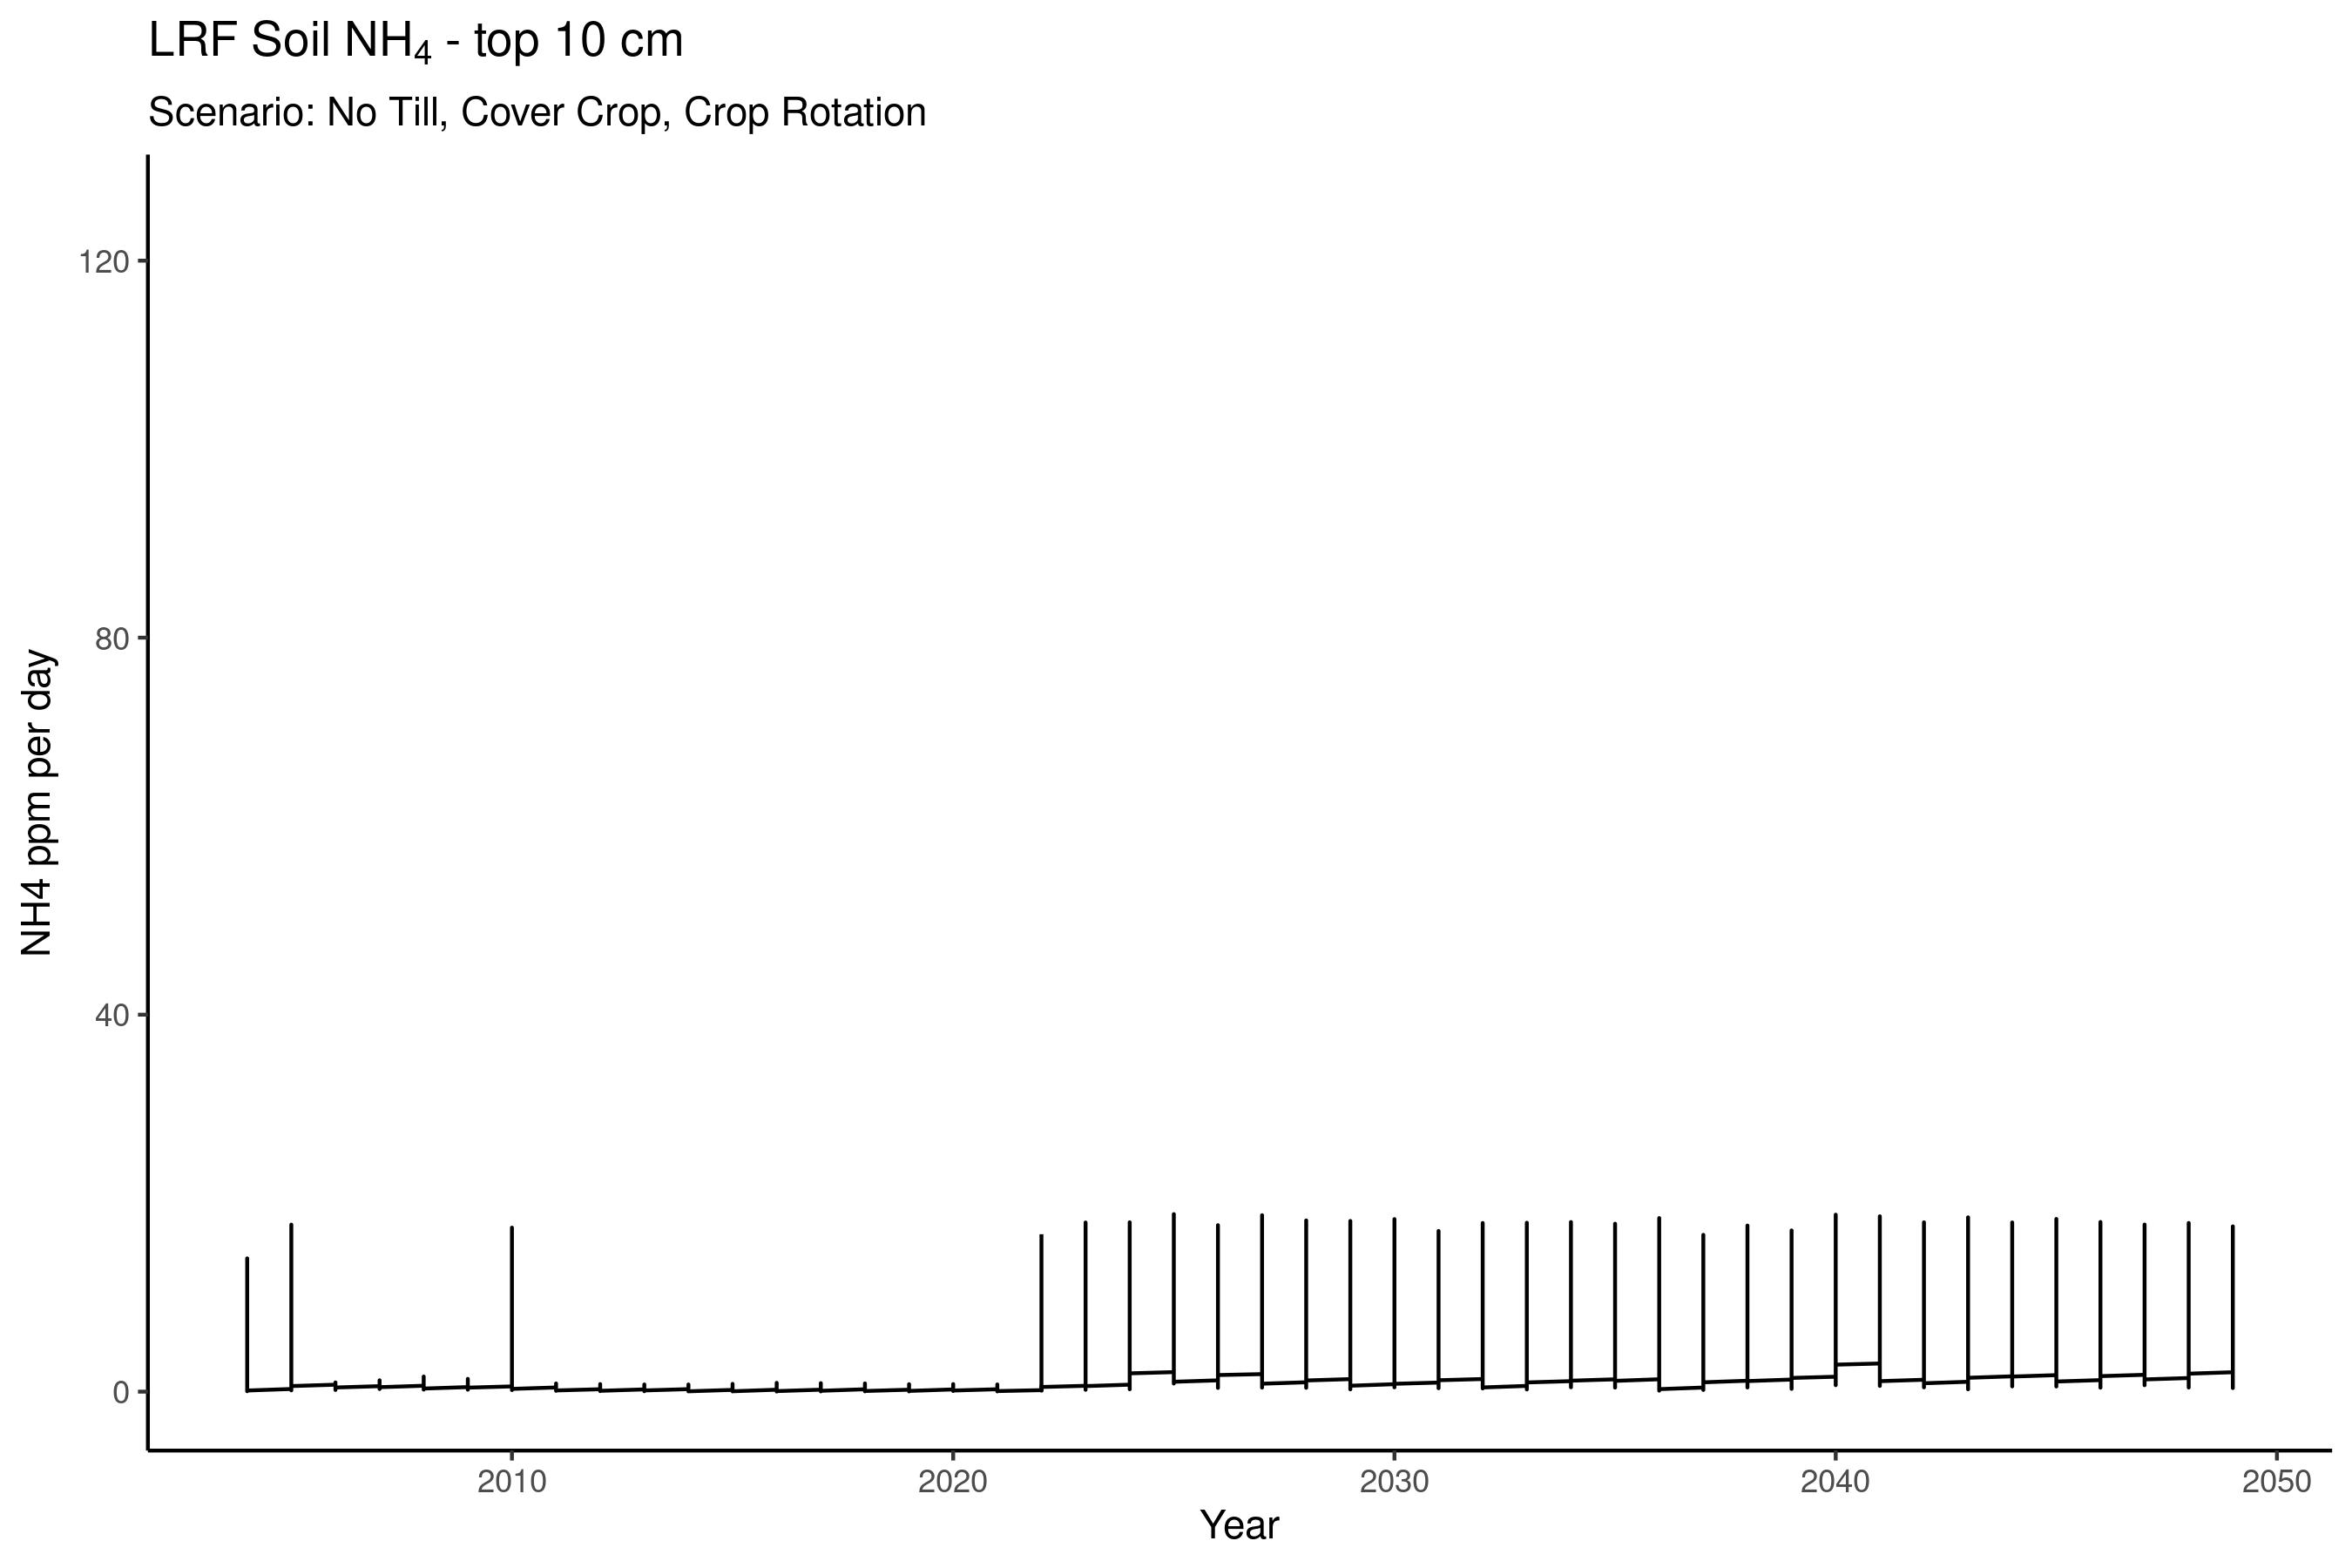 LRF Soil NH₄ - top 10 cm
Scenario: No Till, Cover Crop, Crop Rotation
NH4 ppm per day
120
80
40
0
2010 2020 2030 2040 2050
Year